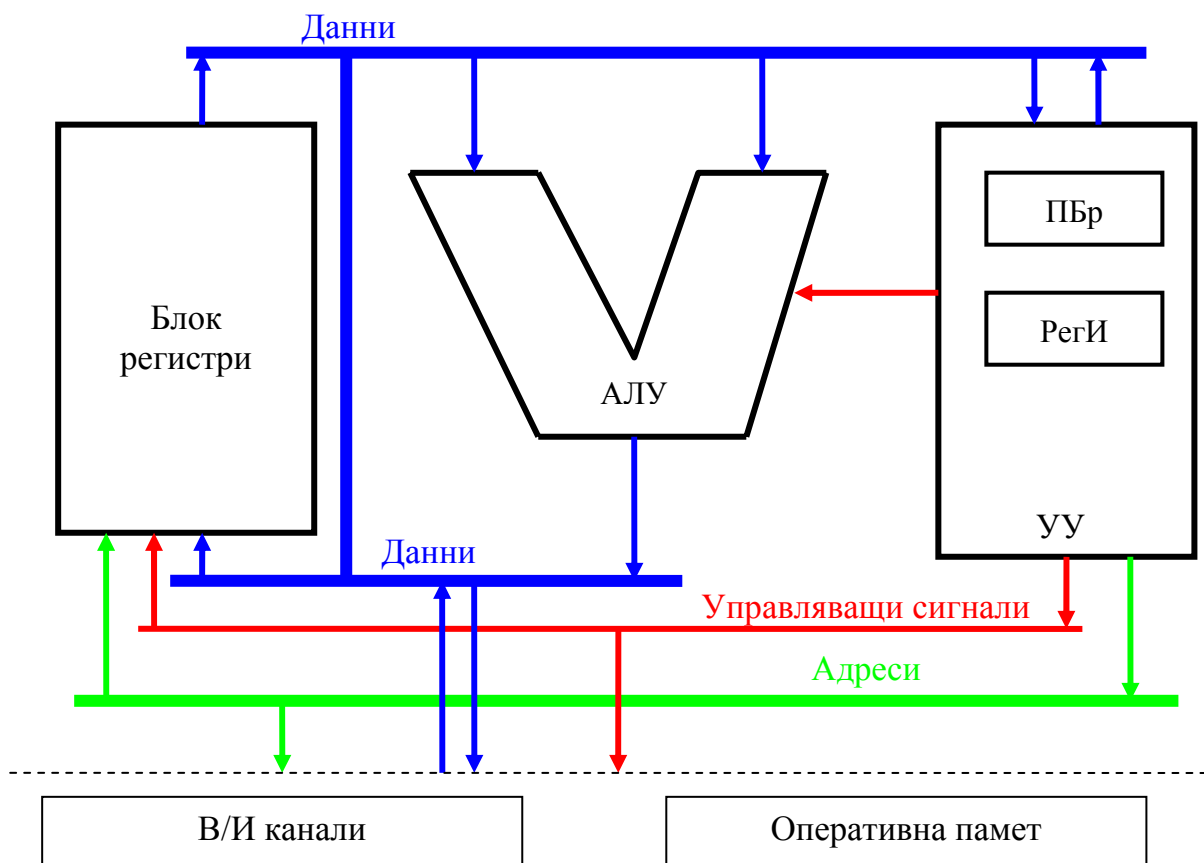 Данни
ПБр
РегИ
Блок
регистри
АЛУ
УУ
Данни
Управляващи сигнали
Адреси
В/И канали
Оперативна памет